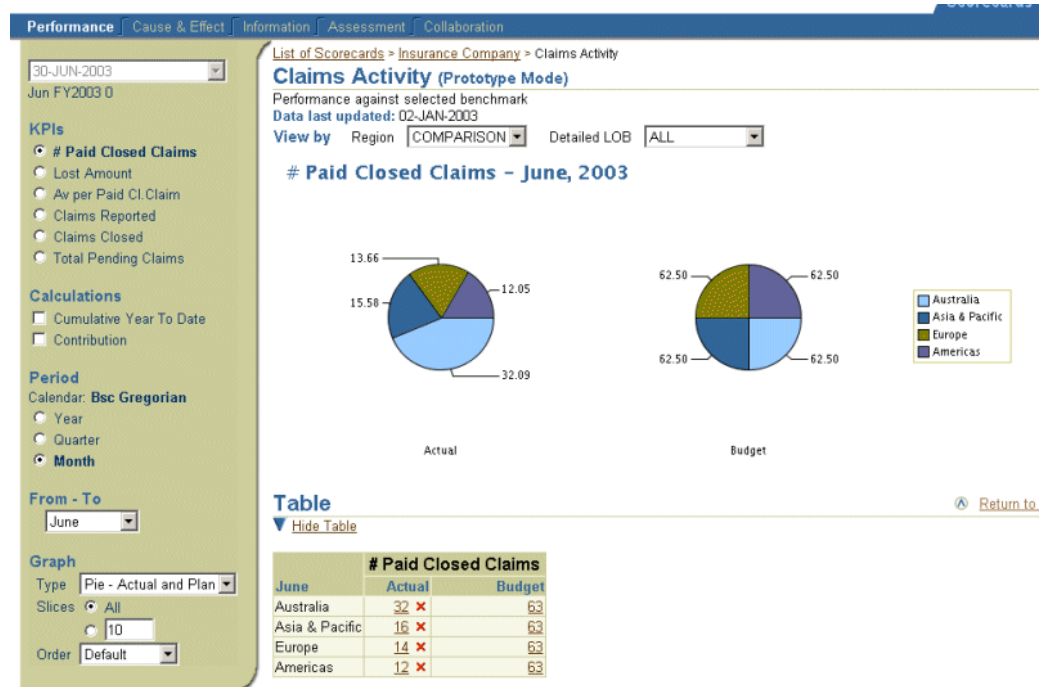 Scorecards
Performance Cause & Effect Information Assessment Collaboration
30-JUN-2003
Jun FY2003 0
KPIs
# Paid Closed Claims
Lost Amount
Av per Paid Cl.Claim
Claims Reported
Claims Closed
Total Pending Claims
Calculations
Cumulative Year To Date
Contribution
Period
Calendar: Bsc Gregorian
Year
Quarter
Month
From - To
June
Graph
Type Pie - Actual and Plan
Slices All
10
Order Default
List of Scorecards > Insurance Company > Claims Activity
Claims Activity (Prototype Mode)
Performance against selected benchmark
Data last updated: 02-JAN-2003
View by Region COMPARISON Detailed LOB ALL
# Paid Closed Claims - June, 2003
13.66
12.05
15.58
32.09
Actual
62.50 62.50
62.50 62.50
Budget
Australia
Asia & Pacific
Europe
Americas
Table
Return to
Hide Table
# Paid Closed Claims
June Actual Budget
Australia 32 63
Asia & Pacific 16 63
Europe 14 63
Americas 12 63